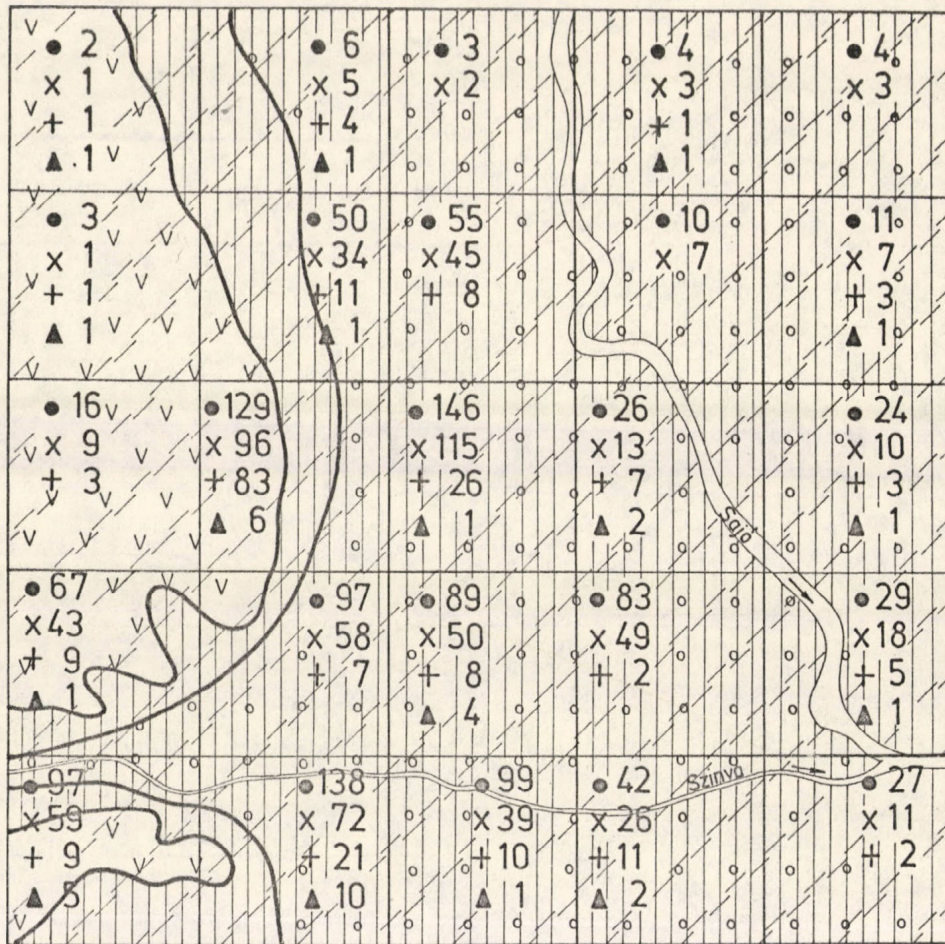 ● 2
x 1
+ 1
▲ 1
● 6
x 5
+ 4
▲ 1
● 3
x 2
● 4
x 3
+ 1
▲ 1
● 4
x 3
● 3
x 1
+ 1
▲ 1
● 50
x 34
+ 11
▲ 1
● 55
x 45
+ 8
● 10
x 7
● 11
x 7
+ 3
▲ 1
● 16
x 9
+ 3
● 129
x 96
+ 83
▲ 6
● 146
x 115
+ 26
▲ 1
● 26
x 13
+ 7
▲ 2
● 24
x 10
+ 3
▲ 1
Sajó
● 67
x 43
+ 9
▲ 1
● 97
x 58
+ 7
● 89
x 50
+ 8
▲ 4
● 83
x 49
+ 2
● 29
x 18
+ 5
▲ 1
● 97
x 59
+ 9
▲ 5
● 138
x 72
+ 21
▲ 10
● 99
x 39
+ 10
▲ 1
● 42
x 26
+ 11
▲ 2
Szinva
● 27
x 11
+ 2